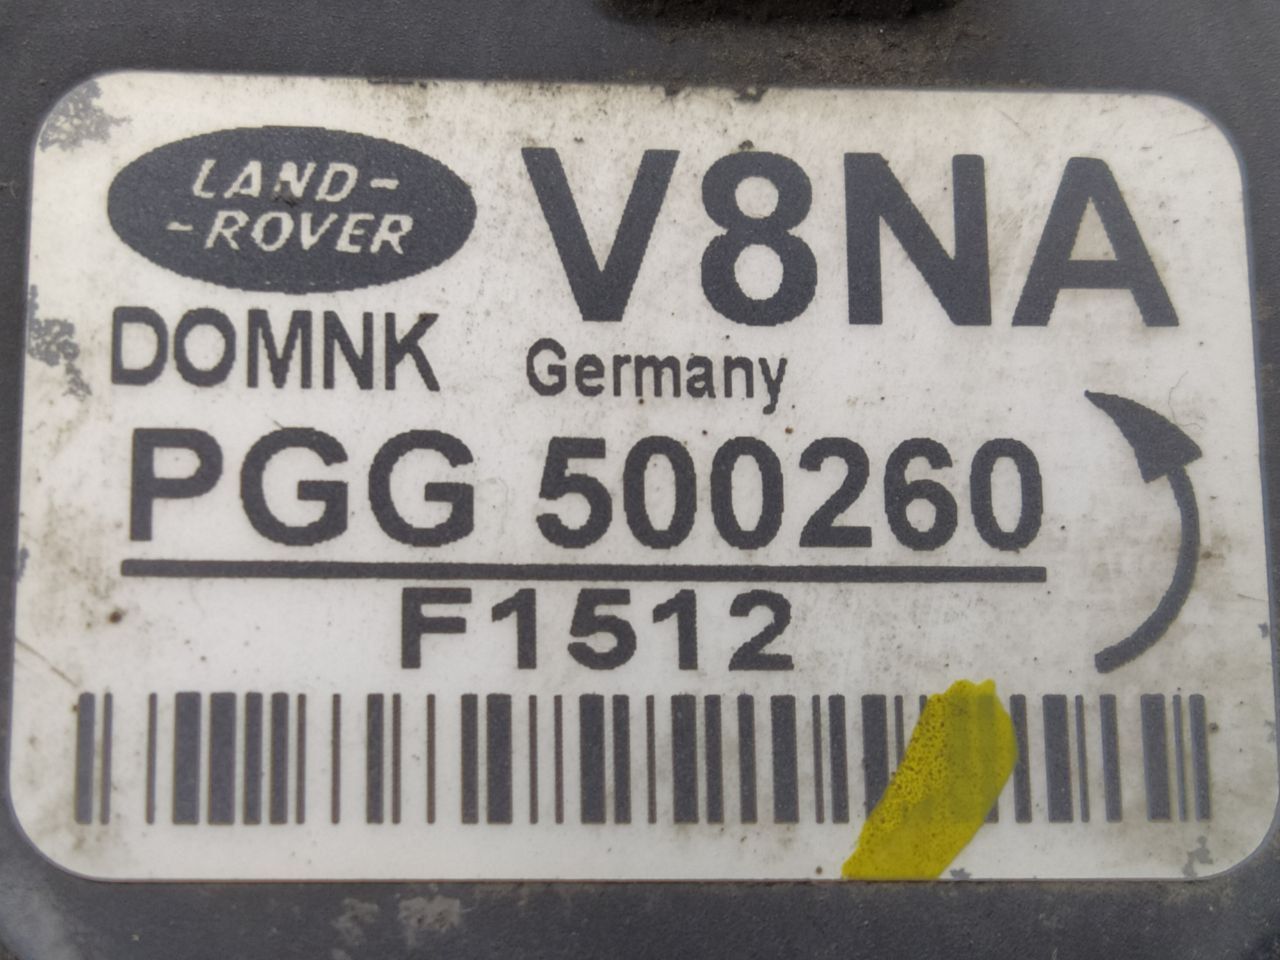 LAND-
-ROVER
V8NA
DOMNK
Germany
PGG 500260
F1512